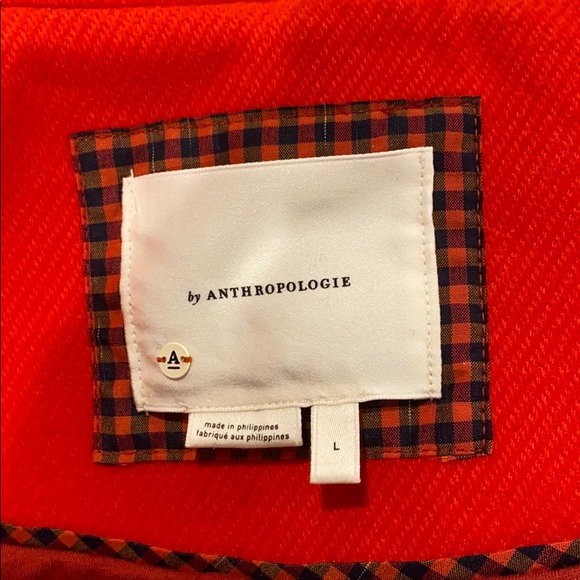 by ANTHROPOLOGIE
A
made in philippines
fabriqué aux philippines
L